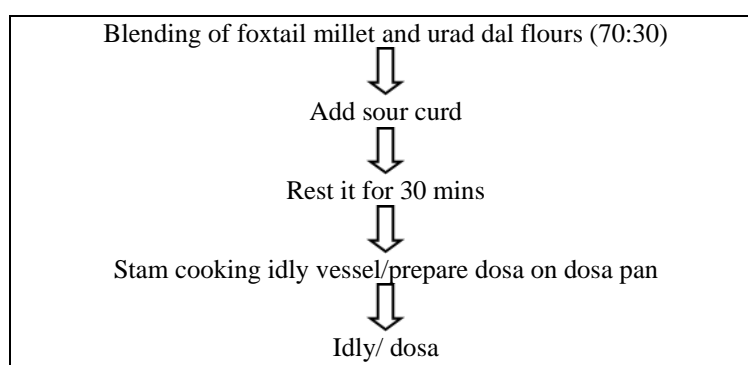 Blending of foxtail millet and urad dal flours (70:30)
Add sour curd
Rest it for 30 mins
Stam cooking idly vessel/prepare dosa on dosa pan
Idly/ dosa